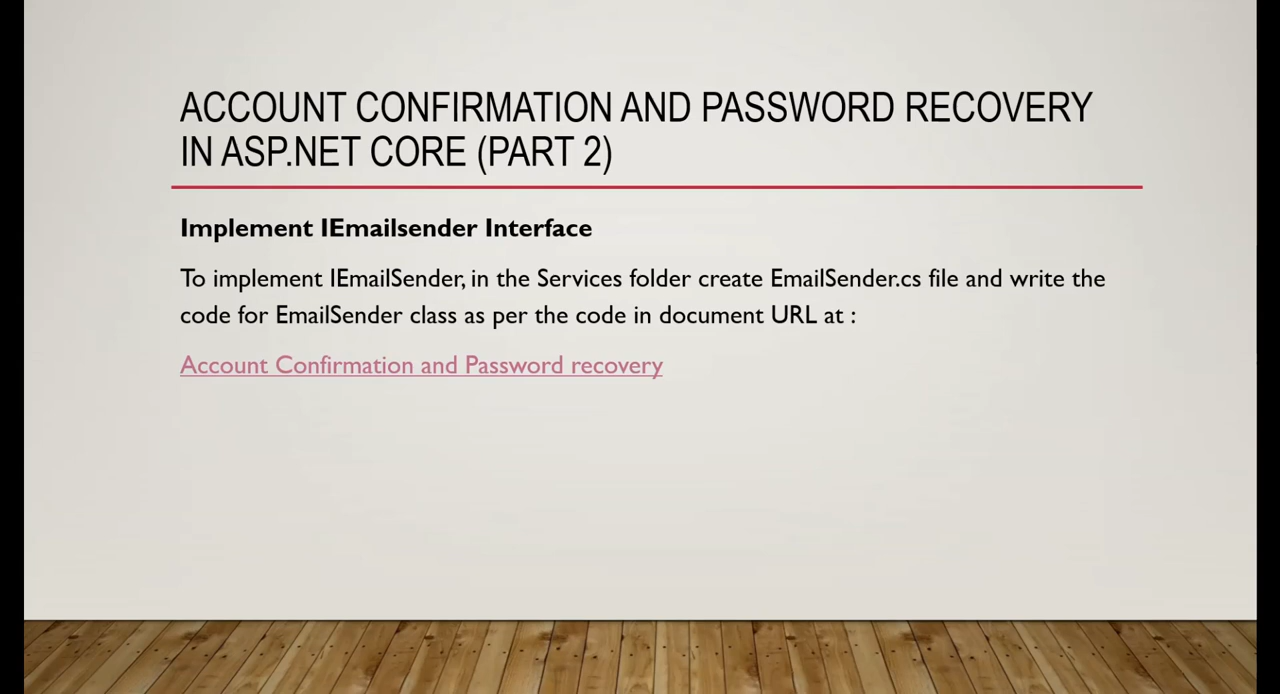 ACCOUNT CONFIRMATION AND PASSWORD RECOVERY
IN ASP.NET CORE (PART 2)
Implement IEmailsender Interface
To implement IEmailSender, in the Services folder create EmailSender.cs file and write the
code for EmailSender class as per the code in document URL at :
Account Confirmation and Password recovery